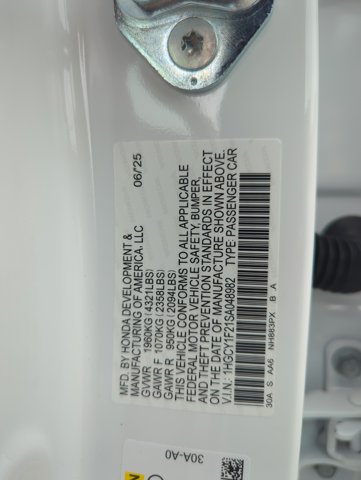 MFD. BY HONDA DEVELOPMENT & 06/25
MANUFACTURING OF AMERICA, LLC
GVWR 1960KG(4321LBS)
GAWR F 1070KG(2358LBS)
GAWR R 950KG(2094LBS)
THIS VEHICLE CONFORMS TO ALL APPLICABLE
FEDERAL MOTOR VEHICLE SAFETY, BUMPER,
AND THEFT PREVENTION STANDARDS IN EFFECT
ON THE DATE OF MANUFACTURE SHOWN ABOVE.
V.I.N.: 1HGCY1F21SA048982 TYPE: PASSENGER CAR
30A S AA6 NH883PX B A
30A-A0